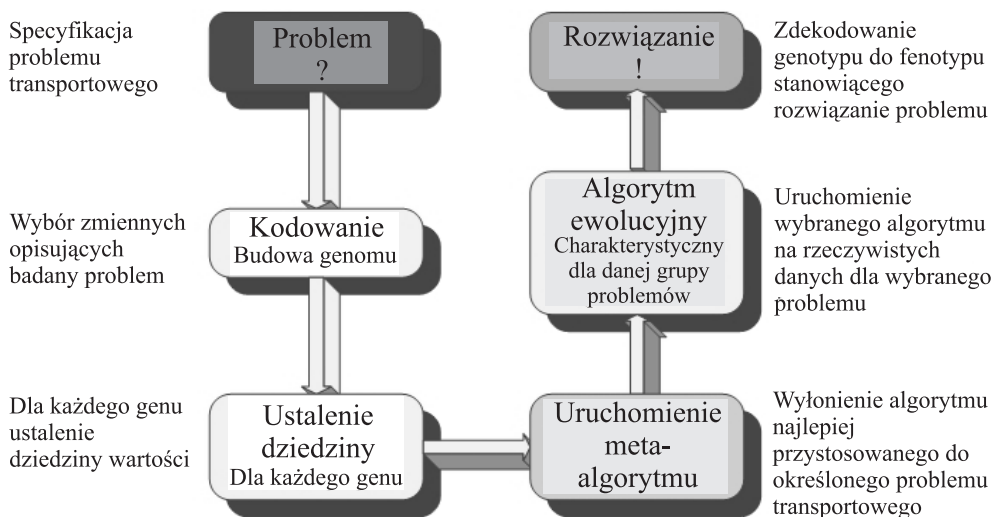 Specyfikacja
problemu
transportowego
Problem
?
Wybór zmiennych
opisujących
badany problem
Kodowanie
Budowa genomu
Dla każdego genu
ustalenie
dziedziny wartości
Ustalenie
dziedziny
Dla każdego genu
Uruchomienie
meta-
algorytmu
Wyłonienie algorytmu
najlepiej
przystosowanego do
określonego problemu
transportowego
Algorytm
ewolucyjny
Charakterystyczny
dla danej grupy
problemów
Uruchomienie
wybranego algorytmu
na rzeczywistych
danych dla wybranego
problemu
Rozwiązanie
!
Zdekodowanie
genotypu do fenotypu
stanowiącego
rozwiązanie problemu